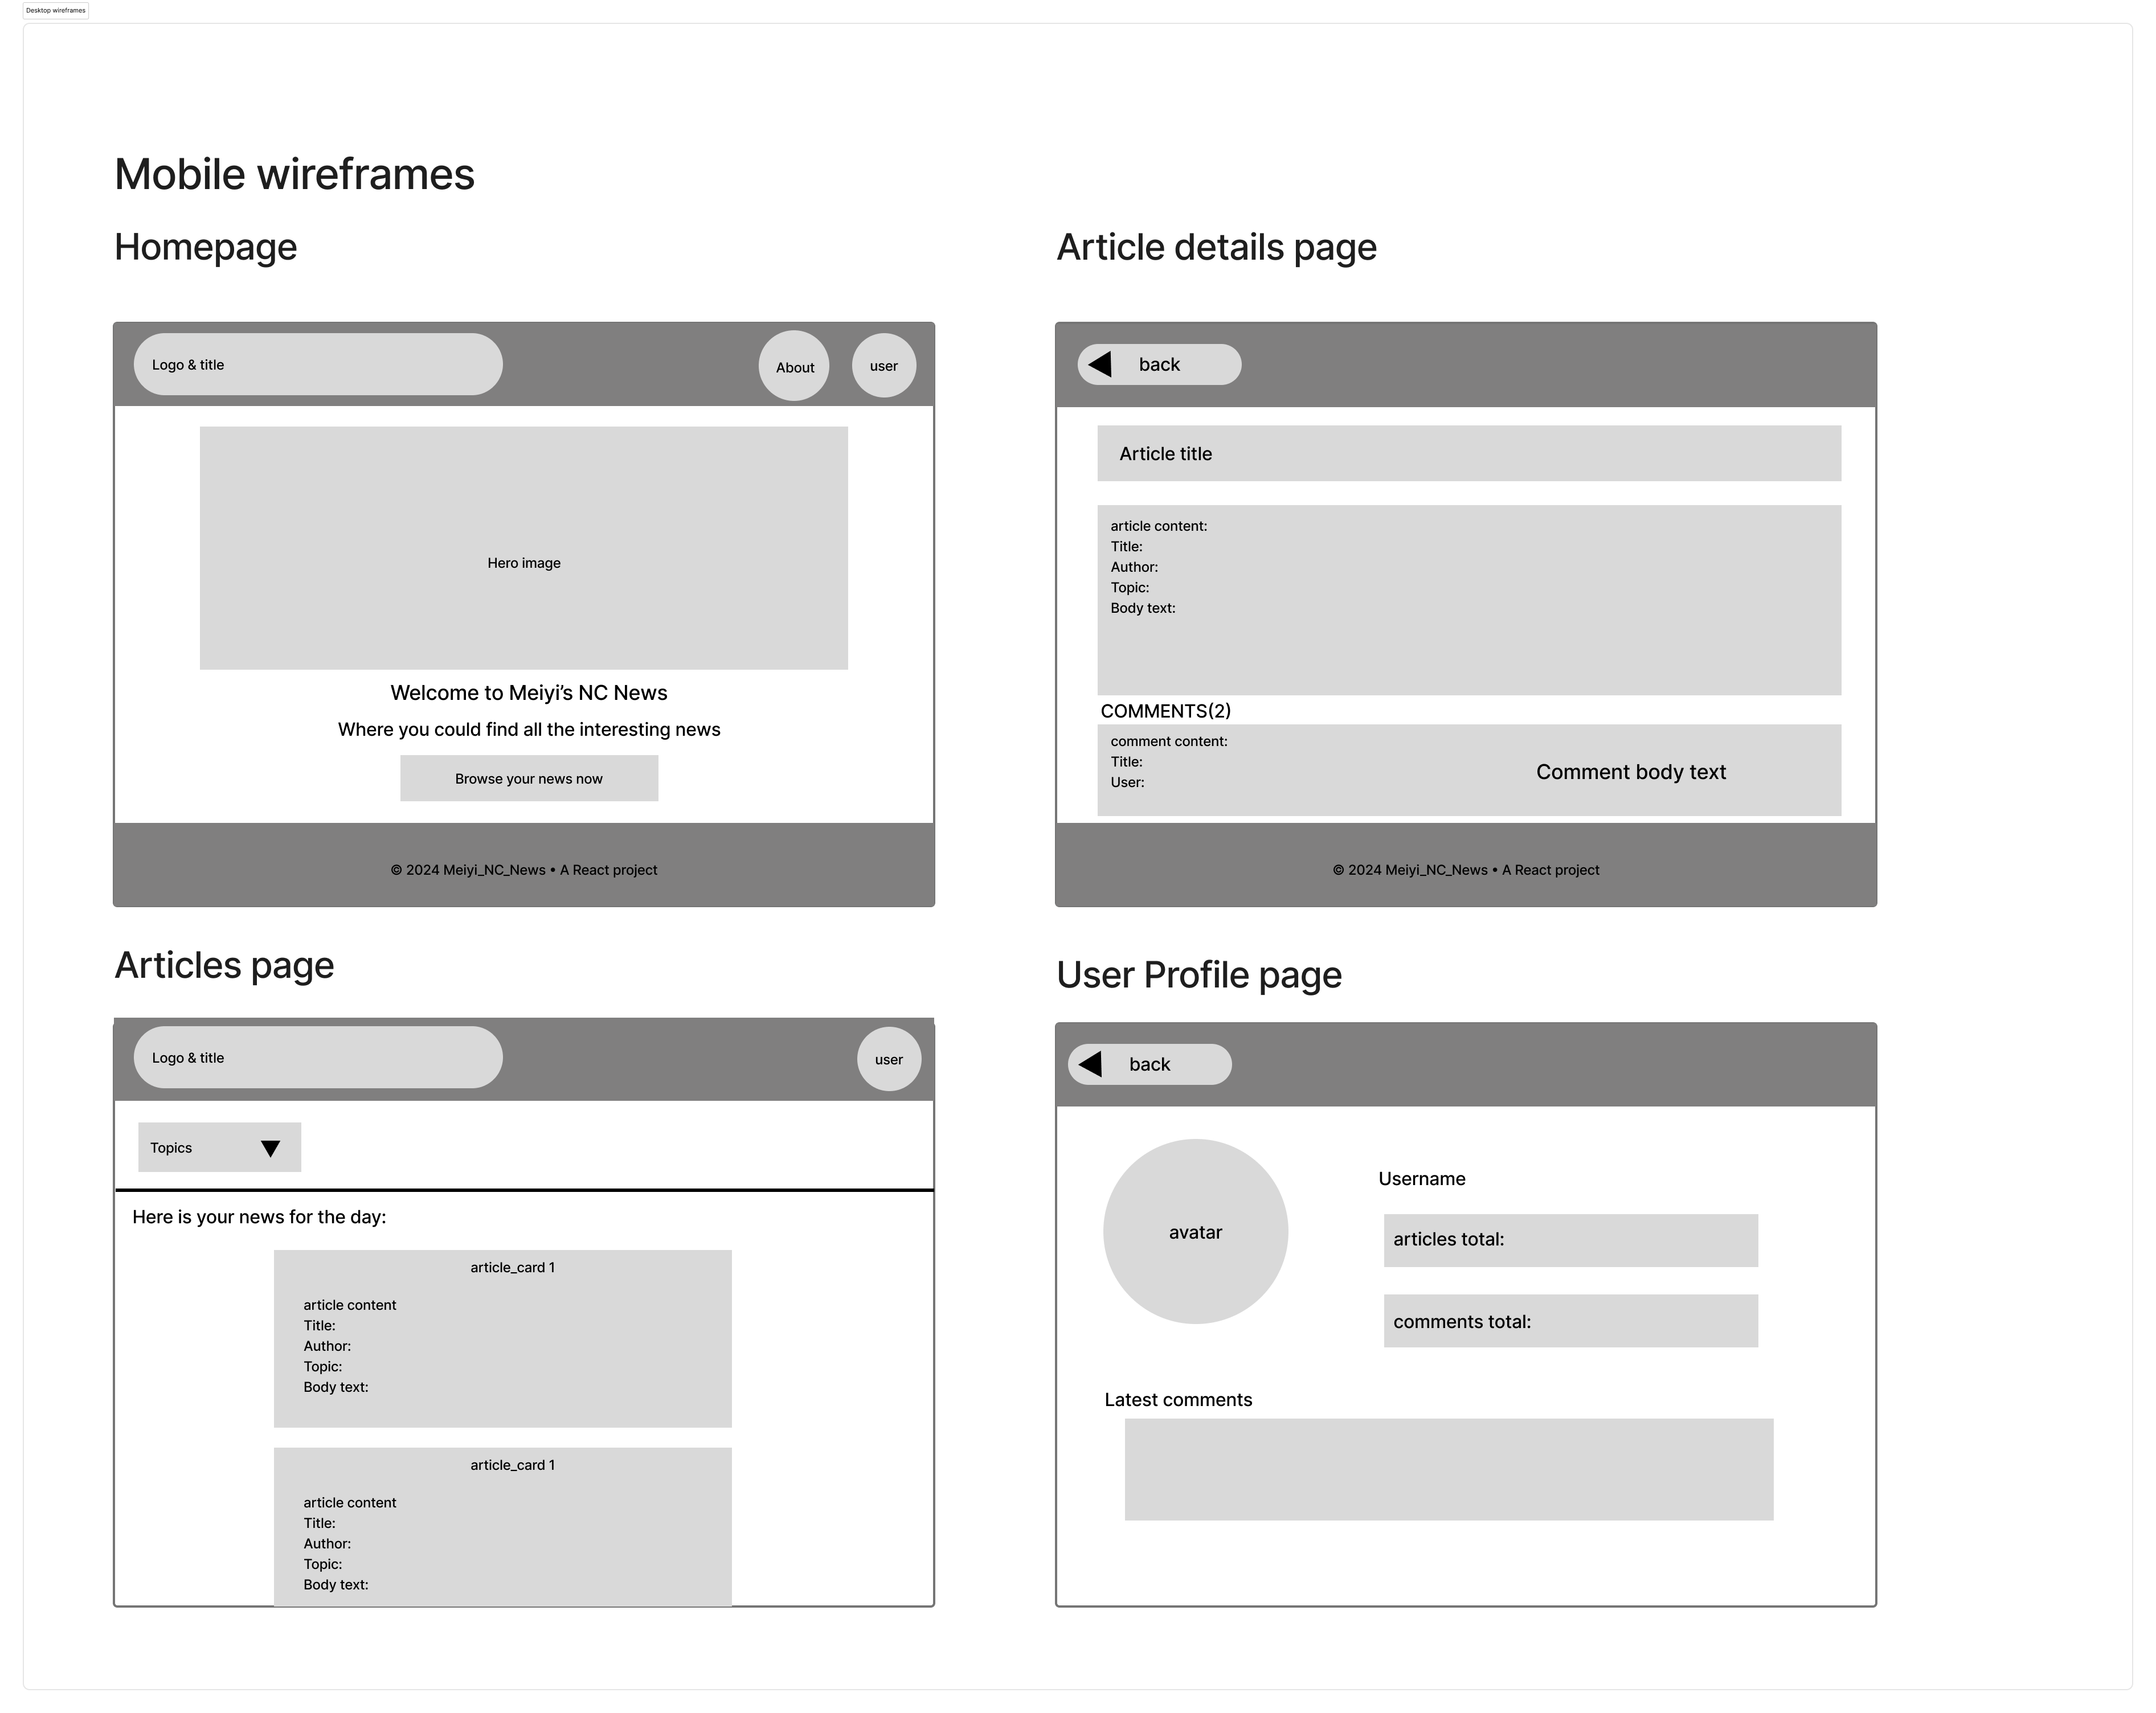 Desktop wireframes
Mobile wireframes
Homepage
Logo & title
About
user
Hero image
Welcome to Meiyi’s NC News
Where you could find all the interesting news
Browse your news now
© 2024 Meiyi_NC_News • A React project
Article details page
back
Article title
article content:
Title:
Author:
Topic:
Body text:
COMMENTS(2)
comment content:
Title:
User:
Comment body text
© 2024 Meiyi_NC_News • A React project
Articles page
Logo & title
user
Topics
Here is your news for the day:
article_card 1
article content
Title:
Author:
Topic:
Body text:
article_card 1
article content
Title:
Author:
Topic:
Body text:
User Profile page
back
avatar
Username
articles total:
comments total:
Latest comments